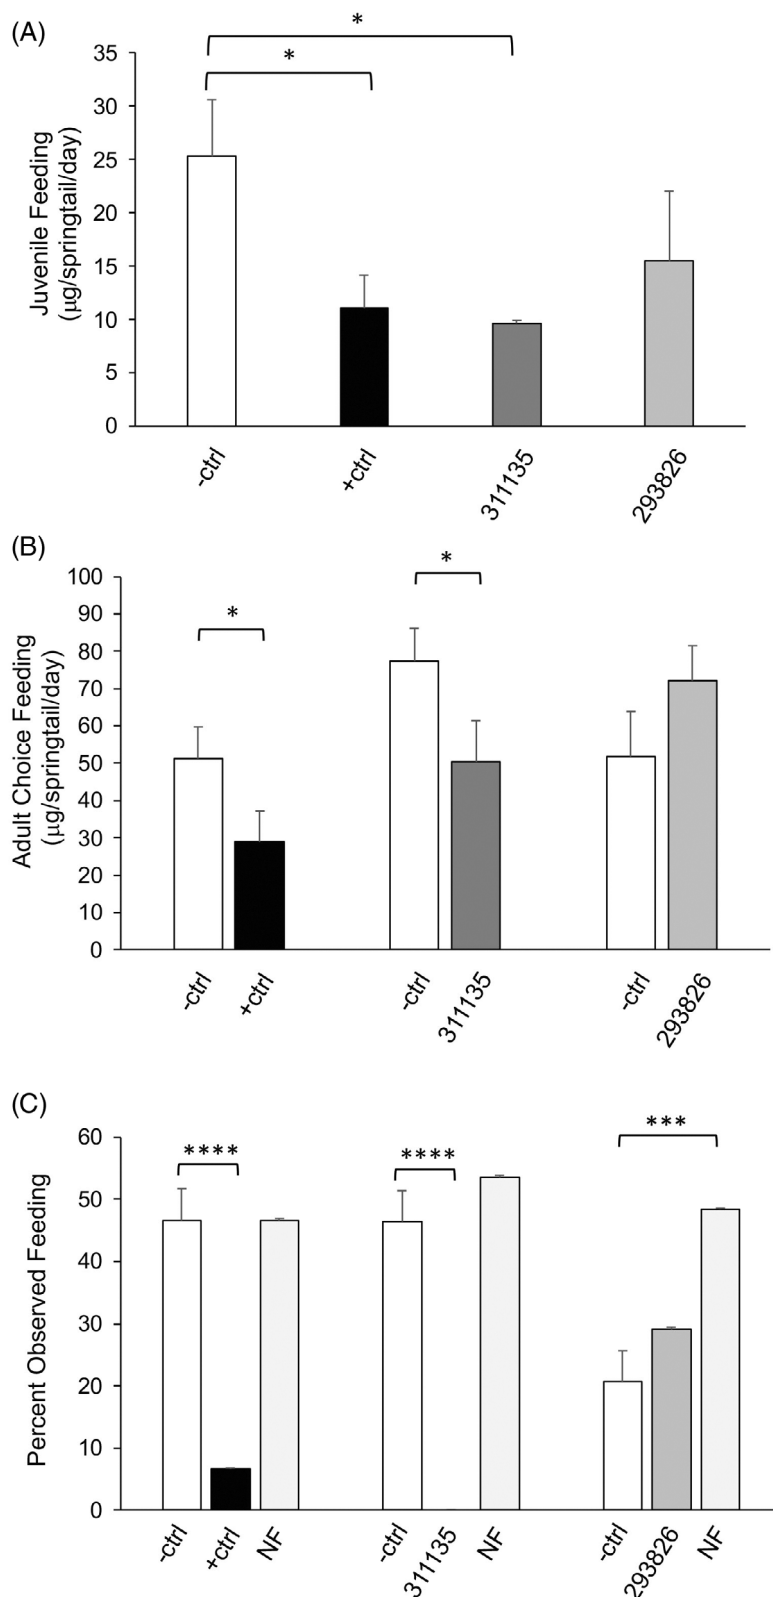 (A)
*
*
35
30
25
20
15
10
5
0
Juvenile Feeding
(µg/springtail/day)
-ctrl
+ctrl
311135
293826
(B)
*
*
100
90
80
70
60
50
40
30
20
10
0
Adult Choice Feeding
(µg/springtail/day)
-ctrl
+ctrl
-ctrl
311135
-ctrl
293826
(C)
****
****
***
60
50
40
30
20
10
0
Percent Observed Feeding
-ctrl
+ctrl
NF
-ctrl
311135
NF
-ctrl
293826
NF